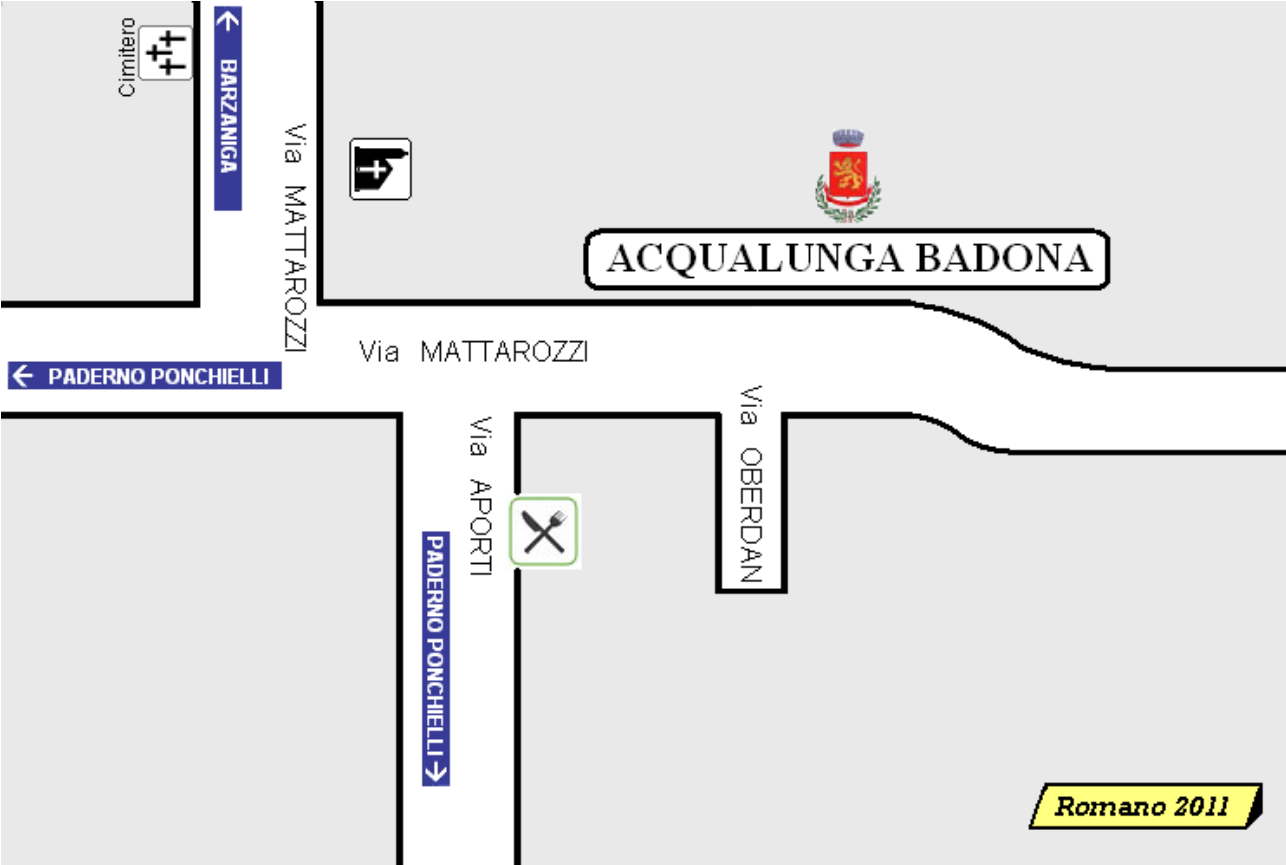 Cimitero
BARZANIGA
Via MATTAROZZI
ACQUALUNGA BADONA
Via MATTAROZZI
PADERNO PONCHIELLI
Via APORTI
Via OBERDAN
PADERNO PONCHIELLI
Romano 2011